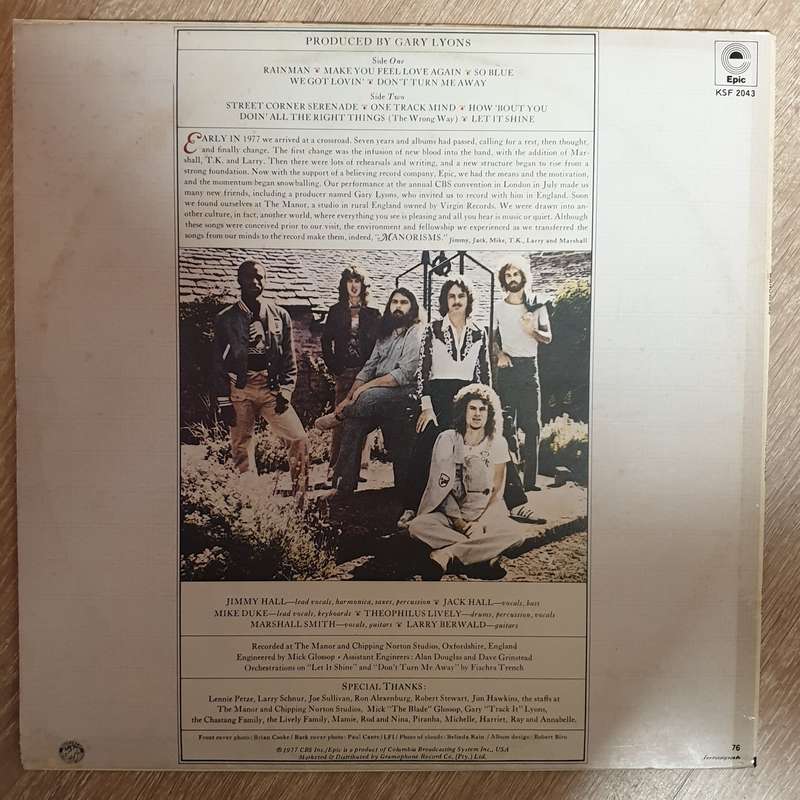 PRODUCED BY GARY LYONS
Epic
KSF 2043
Side One
RAINMAN MAKE YOU FEEL LOVE AGAIN SO BLUE
WE GOT LOVIN' DON'T TURN ME AWAY
Side Two
STREET CORNER SERENADE ONE TRACK MIND HOW 'BOUT YOU
DOIN' ALL THE RIGHT THINGS (The Wrong Way) LET IT SHINE
EARLY IN 1977 we arrived at a crossroad. Seven years and albums had passed, calling for a rest, then thought,
and finally change. The first change was the infusion of new blood into the band, with the addition of Mar-
shall, T.K. and Larry. Then there were lots of rehearsals and writing, and a new structure began to rise from a
strong foundation. Now with the support of a believing record company, Epic, we had the means and the motivation,
and the momentum began snowballing. Our performance at the annual CBS convention in London in July made us
many new friends, including a producer named Gary Lyons, who invited us to record with him in England. Soon
we found ourselves at The Manor, a studio in rural England owned by Virgin Records. We were drawn into an-
other culture, in fact, another world, where everything you see is pleasing and all you hear is music or quiet. Although
these songs were conceived prior to our visit, the environment and fellowship we experienced as we transferred the
songs from our minds to the record make them, indeed, "MANORISMS." Jimmy, Jack, Mike, T.K., Larry and Marshall
JIMMY HALL—lead vocals, harmonica, saxes, percussion JACK HALL—vocals, bass
MIKE DUKE—lead vocals, keyboards THEOPHILUS LIVELY—drums, percussion, vocals
MARSHALL SMITH—vocals, guitars LARRY BERWALD—guitars
Recorded at The Manor and Chipping Norton Studios, Oxfordshire, England
Engineered by Mick Glossop • Assistant Engineers: Alan Douglas and Dave Grinstead
Orchestrations on "Let It Shine" and "Don't Turn Me Away" by Fiachra Trench
SPECIAL THANKS:
Lennie Petze, Larry Schnur, Joe Sullivan, Ron Alexenburg, Robert Stewart, Jim Hawkins, the staffs at
The Manor and Chipping Norton Studios, Mick "The Blade" Glossop, Gary "Track It" Lyons,
the Chastang Family, the Lively Family, Mamie, Rod and Nina, Piranha, Michelle, Harriet, Ray and Annabelle.
Front cover photo: Brian Cooke / Back cover photo: Paul Canty / LFI / Photo of clouds: Belinda Rain / Album design: Robert Biro
©1977 CBS Inc./Epic is a product of Columbia Broadcasting System Inc., USA
Marketed & Distributed by Gramophone Record Co. (Pty.) Ltd.
76